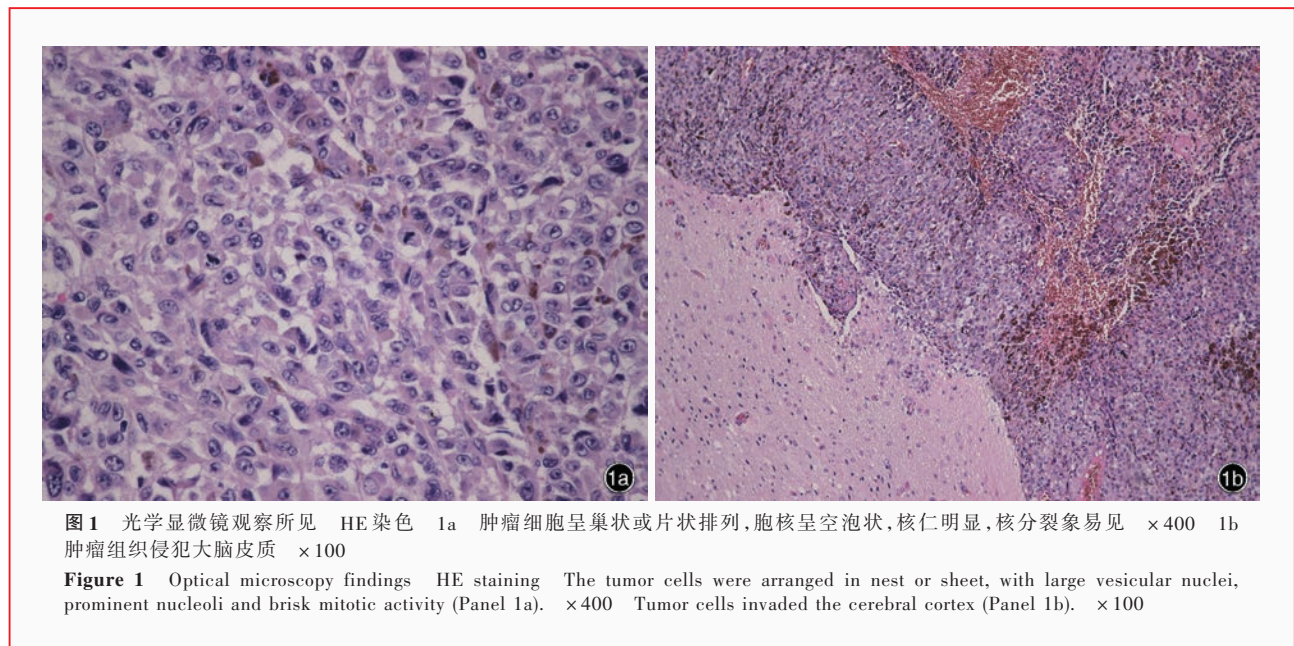 1a
1b
图1 光学显微镜观察所见 HE染色 1a 肿瘤细胞呈巢状或片状排列,胞核呈空泡状,核仁明显,核分裂象易见 ×400 1b
肿瘤组织侵犯大脑皮质 ×100
Figure 1 Optical microscopy findings HE staining The tumor cells were arranged in nest or sheet, with large vesicular nuclei,
prominent nucleoli and brisk mitotic activity (Panel 1a). ×400 Tumor cells invaded the cerebral cortex (Panel 1b). ×100